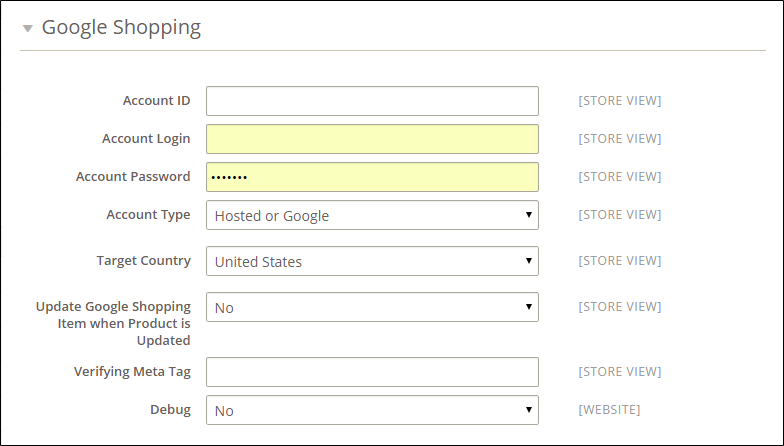 Google Shopping
Account ID [STORE VIEW]
Account Login [STORE VIEW]
Account Password ••••••• [STORE VIEW]
Account Type Hosted or Google [STORE VIEW]
Target Country United States [STORE VIEW]
Update Google Shopping No [STORE VIEW]
Item when Product is
Updated
Verifying Meta Tag [STORE VIEW]
Debug No [WEBSITE]